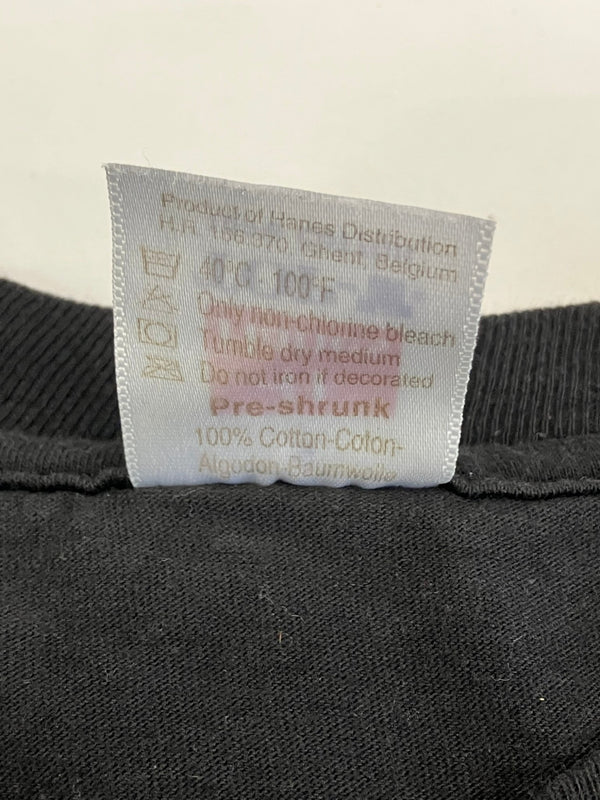 Product of Hanes Distribution
H.R. 156.070. Ghent, Belgium
40°C - 100°F
Only non-chlorine bleach
Tumble dry medium
Do not iron if decorated
Pre-shrunk
100% Cotton-Coton-
Algodon-Baumwolle